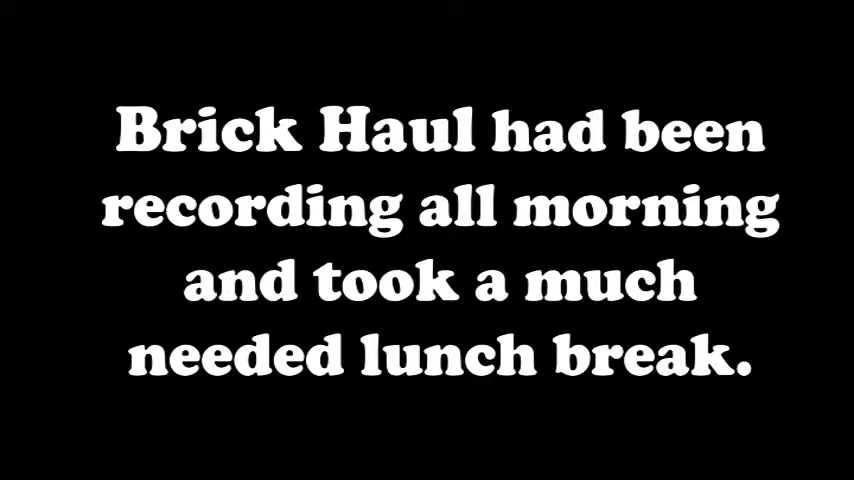 Brick Haul had been
recording all morning
and took a much
needed lunch break.